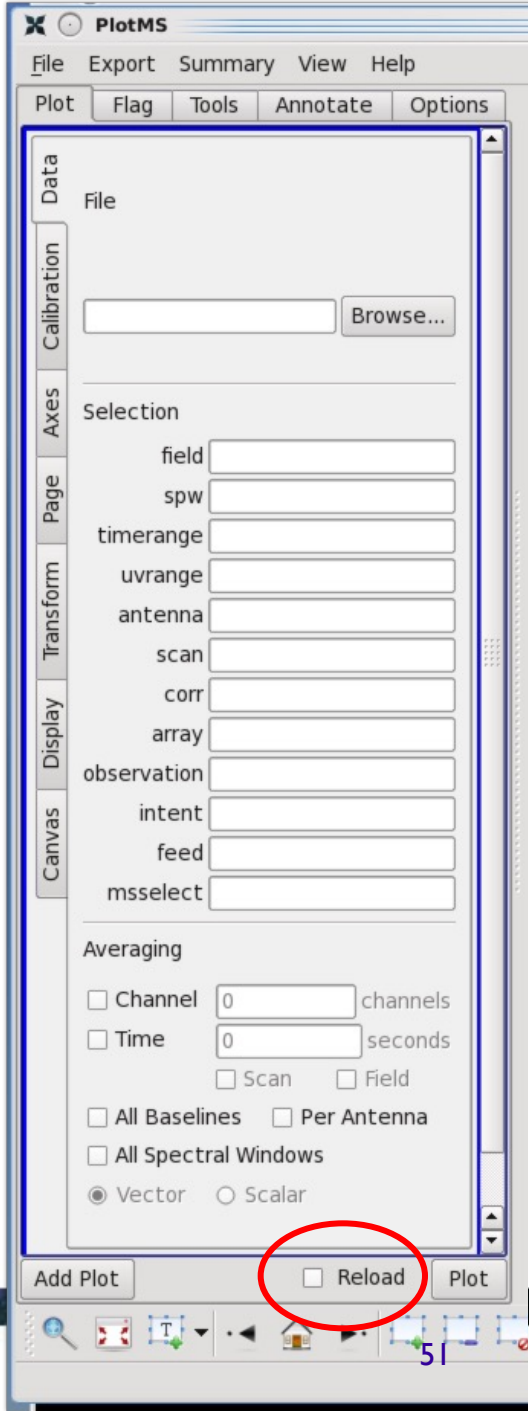 PlotMS
File Export Summary View Help
Plot Flag Tools Annotate Options
Data
Calibration
Axes
Page
Transform
Display
Canvas
File
Browse...
Selection
field
spw
timerange
uvrange
antenna
scan
corr
array
observation
intent
feed
msselect
Averaging
Channel 0 channels
Time 0 seconds
Scan Field
All Baselines Per Antenna
All Spectral Windows
Vector Scalar
Add Plot Reload Plot
T
51